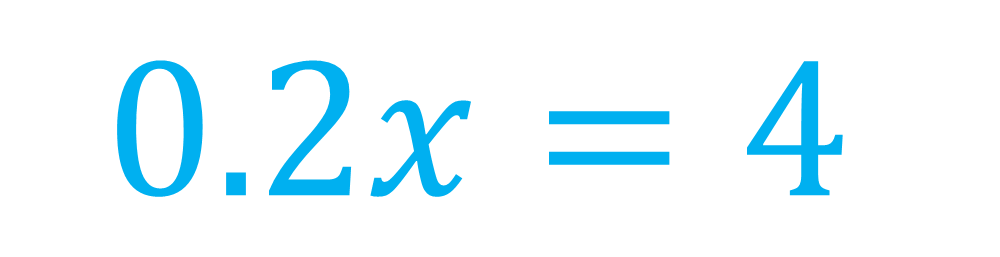 0.2x = 4